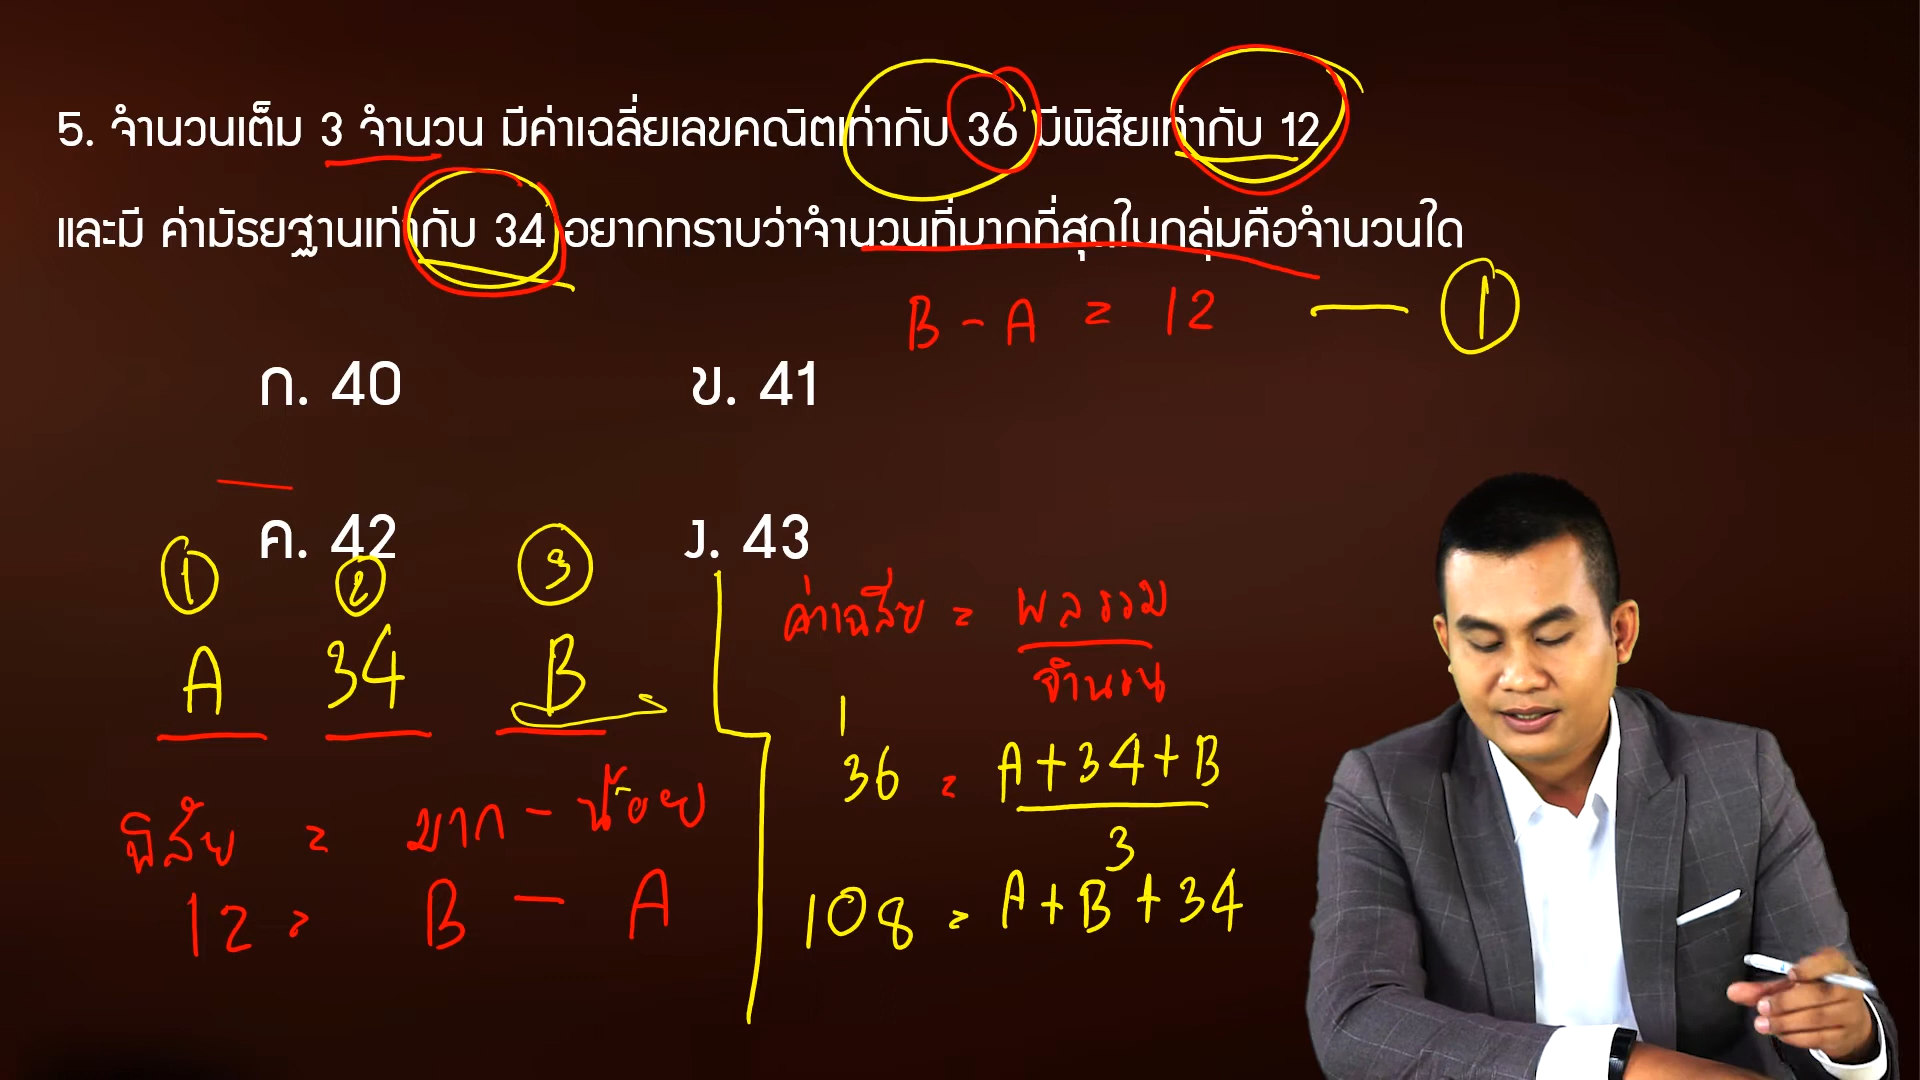 5. จำนวนเต็ม 3 จำนวน มีค่าเฉลี่ยเลขคณิตเท่ากับ 36 มีพิสัยเท่ากับ 12
และมี ค่ามัธยฐานเท่ากับ 34 อยากทราบว่าจำนวนที่มากที่สุดในกลุ่มคือจำนวนใด
B - A = 12 — 1
ก. 40 ข. 41
ค. 42 ง. 43
1 2 3
A 34 B
ค่าเฉลี่ย = ผลรวม
จำนวน
1
36 = A + 34 + B
3
พิสัย = มาก - น้อย
12 = B - A
108 = A + B + 34